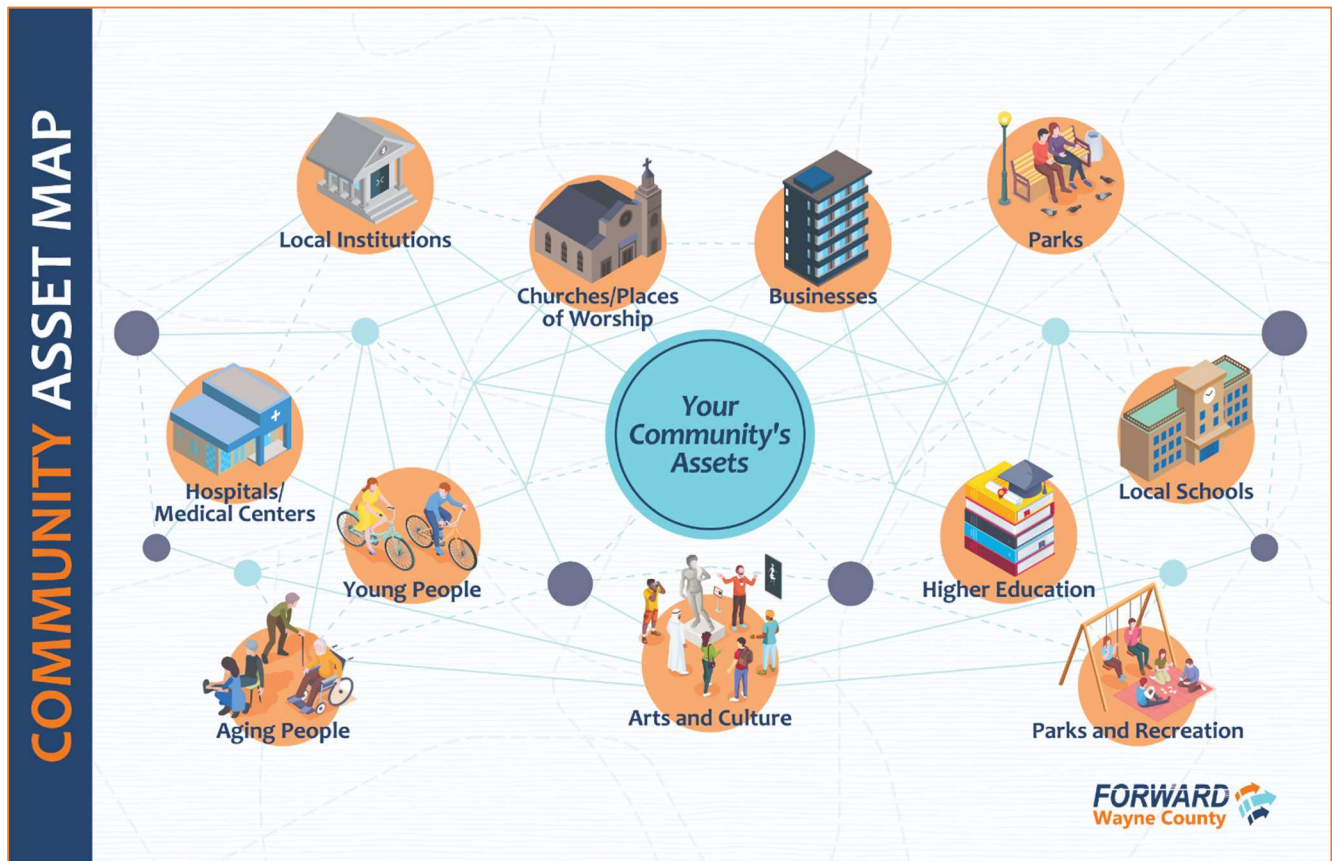 COMMUNITY ASSET MAP
Local Institutions
Churches/Places
of Worship
Businesses
Parks
Your
Community's
Assets
Hospitals/
Medical Centers
Local Schools
Young People
Higher Education
Aging People
Arts and Culture
Parks and Recreation
FORWARD
Wayne County